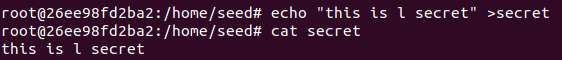 root@26ee98fd2ba2:/home/seed# echo "this is l secret" >secret
root@26ee98fd2ba2:/home/seed# cat secret
this is l secret